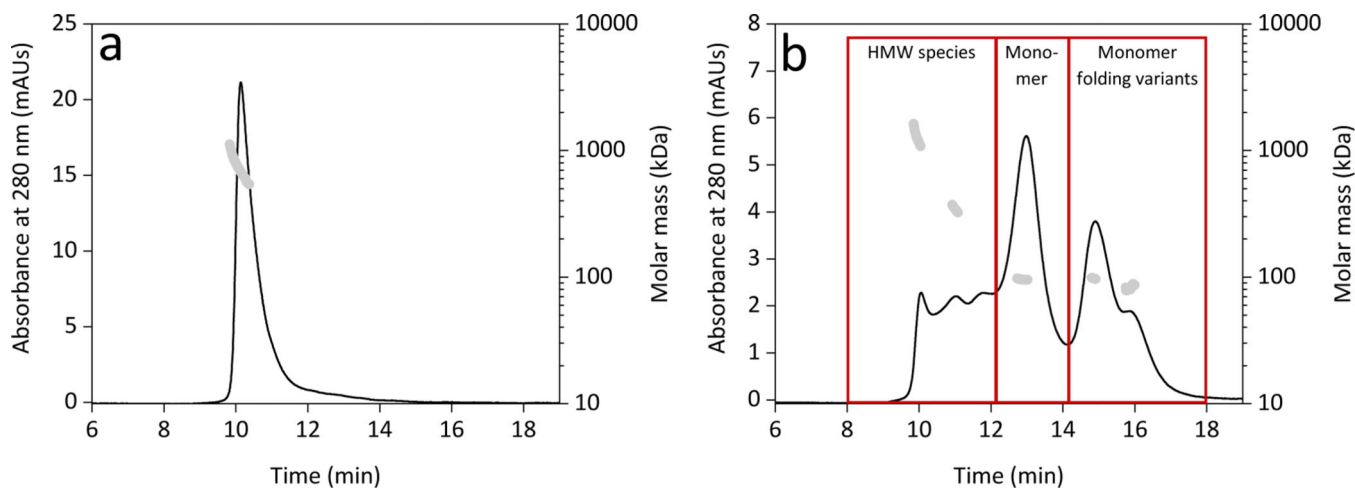 a
Absorbance at 280 nm (mAUs)
25
20
15
10
5
0
10000
1000
100
10
Molar mass (kDa)
6
8
10
12
14
16
18
Time (min)
b
HMW species
Mono-
mer
Monomer
folding variants
Absorbance at 280 nm (mAUs)
8
7
6
5
4
3
2
1
0
10000
1000
100
10
Molar mass (kDa)
6
8
10
12
14
16
18
Time (min)